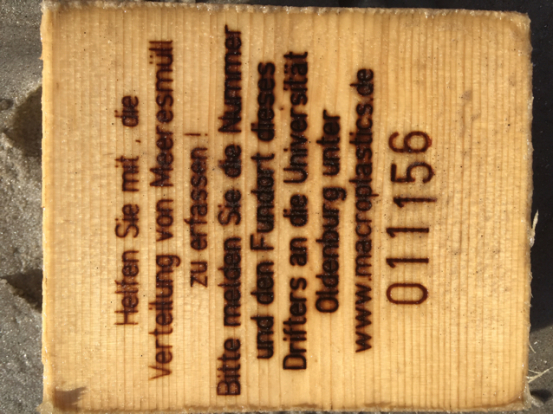 Helfen Sie mit , die
Verteilung von Meeresmüll
zu erfassen !
Bitte melden Sie die Nummer
und den Fundort dieses
Drifters an die Universität
Oldenburg unter
www.macroplastics.de
0111156